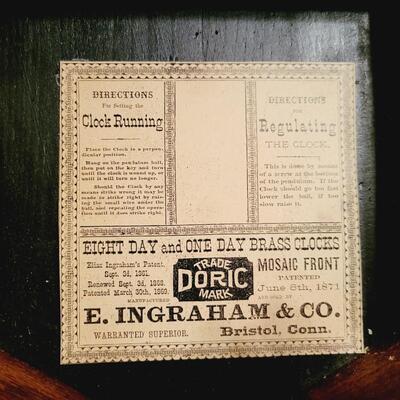 DIRECTIONS
For Setting the
Clock Running
Place the Clock in a perpen-
dicular position.
Hang on the pendulum ball,
then put on the key and turn
until the clock is wound up, or
until it will turn no longer.
Should the Clock by any
means strike wrong it may be
made to strike right by rais-
ing the small wire under the
ball, and repeating the opera-
tion until it does strike right.
DIRECTIONS
FOR
Regulating
THE CLOCK.
This is done by means
of a screw at the bottom
of the pendulum. If the
Clock should go too fast
lower the ball, if too
slow raise it.
EIGHT DAY and ONE DAY BRASS CLOCKS
Elias Ingraham's Patent.
Sept. 3d, 1861.
Renewed Sept. 3d, 1868.
Patented March 30th, 1869.
MANUFACTURED
TRADE
DORIC
MARK
MOSAIC FRONT
PATENTED
June 6th, 1871
AND SOLD BY
E. INGRAHAM & CO.
WARRANTED SUPERIOR.
Bristol, Conn.